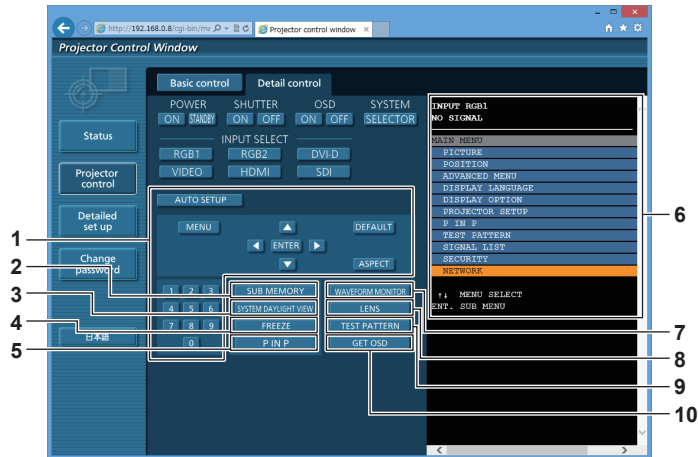 http://192.168.0.8/cgi-bin/ma
Projector control window
Projector Control Window
Basic control Detail control
POWER SHUTTER OSD SYSTEM
ON STANDBY ON OFF ON OFF SELECTOR
INPUT SELECT
RGB1 RGB2 DVI-D
VIDEO HDMI SDI
AUTO SETUP
MENU DEFAULT
ENTER
ASPECT
1 2 3 SUB MEMORY WAVEFORM MONITOR
4 5 6 SYSTEM DAYLIGHT VIEW LENS
7 8 9 FREEZE TEST PATTERN
0 P IN P GET OSD
Status
Projector
control
Detailed
set up
Change
password
日本語
INPUT RGB1
NO SIGNAL
MAIN MENU
PICTURE
POSITION
ADVANCED MENU
DISPLAY LANGUAGE
DISPLAY OPTION
PROJECTOR SETUP
P IN P
TEST PATTERN
SIGNAL LIST
SECURITY
NETWORK
↑↓ MENU SELECT
ENT. SUB MENU
1
2
3
4
5
6
7
8
9
10